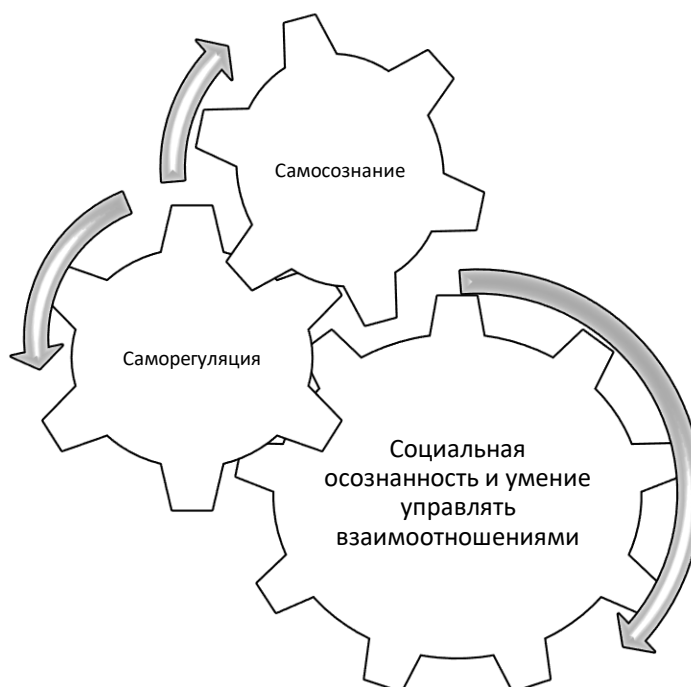 Самосознание
Саморегуляция
Социальная
осознанность и умение
управлять
взаимоотношениями